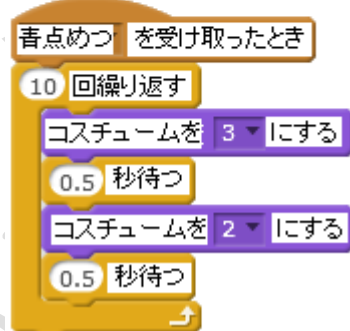 青点めつ を受け取ったとき
10 回繰り返す
コスチュームを 3 にする
0.5 秒待つ
コスチュームを 2 にする
0.5 秒待つ